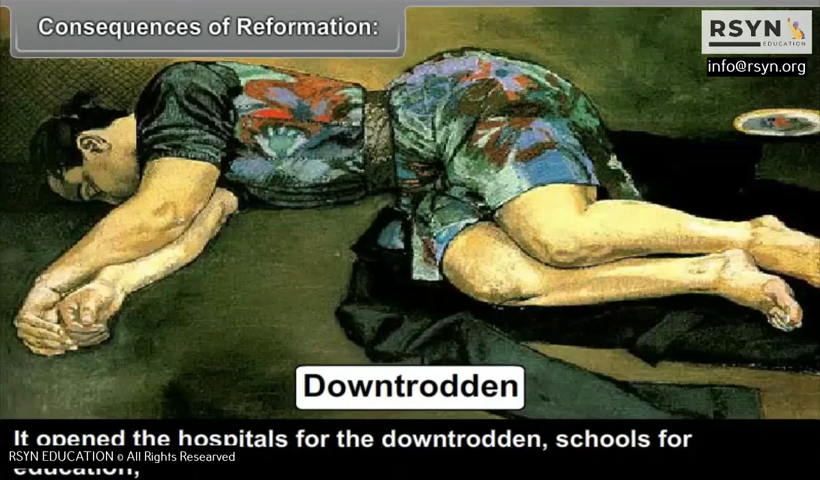 Consequences of Reformation:
RSYN
EDUCATION
info@rsyn.org
Downtrodden
It opened the hospitals for the downtrodden, schools for
education,
RSYN EDUCATION © All Rights Researved